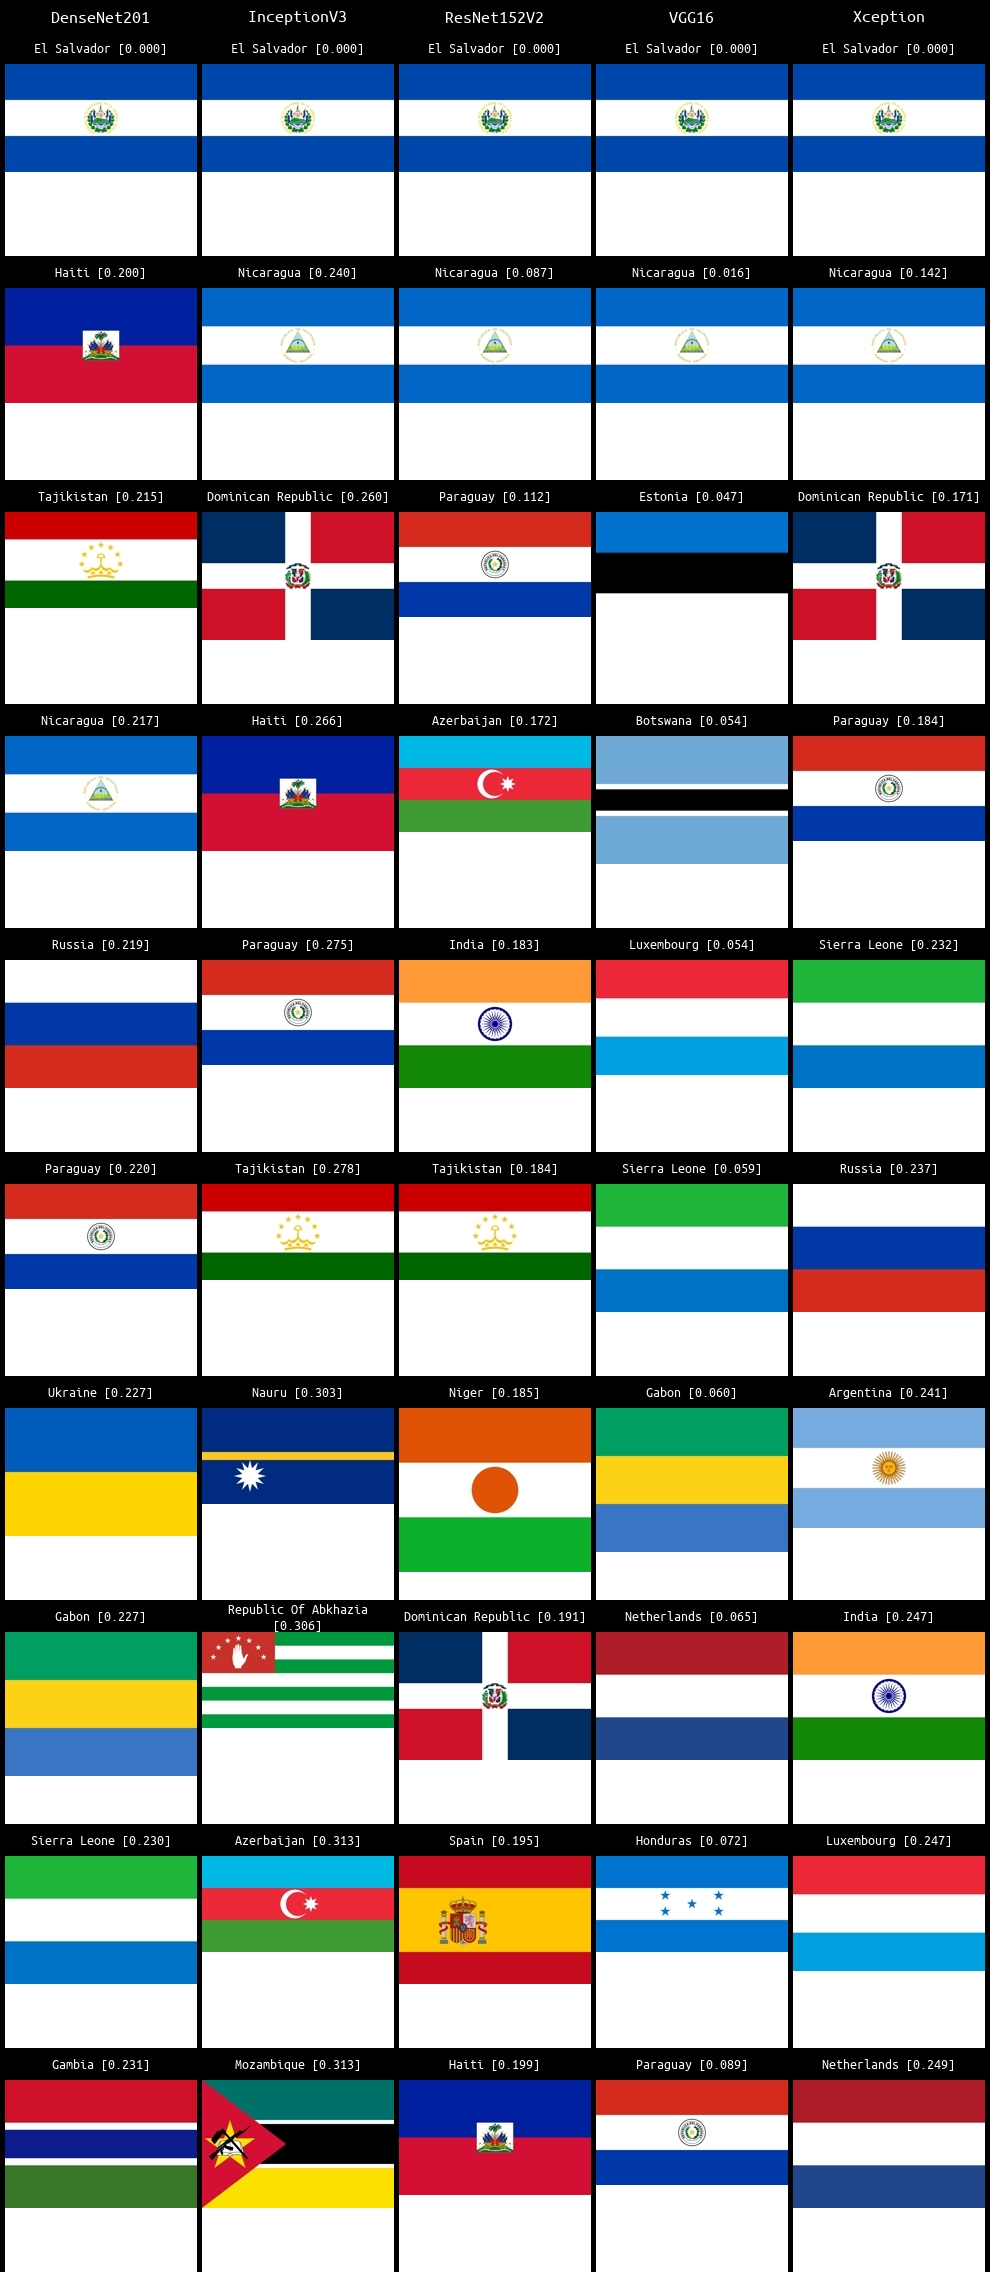 DenseNet201 InceptionV3 ResNet152V2 VGG16 Xception
El Salvador [0.000] El Salvador [0.000] El Salvador [0.000] El Salvador [0.000] El Salvador [0.000]
Haiti [0.200] Nicaragua [0.240] Nicaragua [0.087] Nicaragua [0.016] Nicaragua [0.142]
Tajikistan [0.215] Dominican Republic [0.260] Paraguay [0.112] Estonia [0.047] Dominican Republic [0.171]
Nicaragua [0.217] Haiti [0.266] Azerbaijan [0.172] Botswana [0.054] Paraguay [0.184]
Russia [0.219] Paraguay [0.275] India [0.183] Luxembourg [0.054] Sierra Leone [0.232]
Paraguay [0.220] Tajikistan [0.278] Tajikistan [0.184] Sierra Leone [0.059] Russia [0.237]
Ukraine [0.227] Nauru [0.303] Niger [0.185] Gabon [0.060] Argentina [0.241]
Gabon [0.227] Republic Of Abkhazia [0.306] Dominican Republic [0.191] Netherlands [0.065] India [0.247]
Sierra Leone [0.230] Azerbaijan [0.313] Spain [0.195] Honduras [0.072] Luxembourg [0.247]
Gambia [0.231] Mozambique [0.313] Haiti [0.199] Paraguay [0.089] Netherlands [0.249]